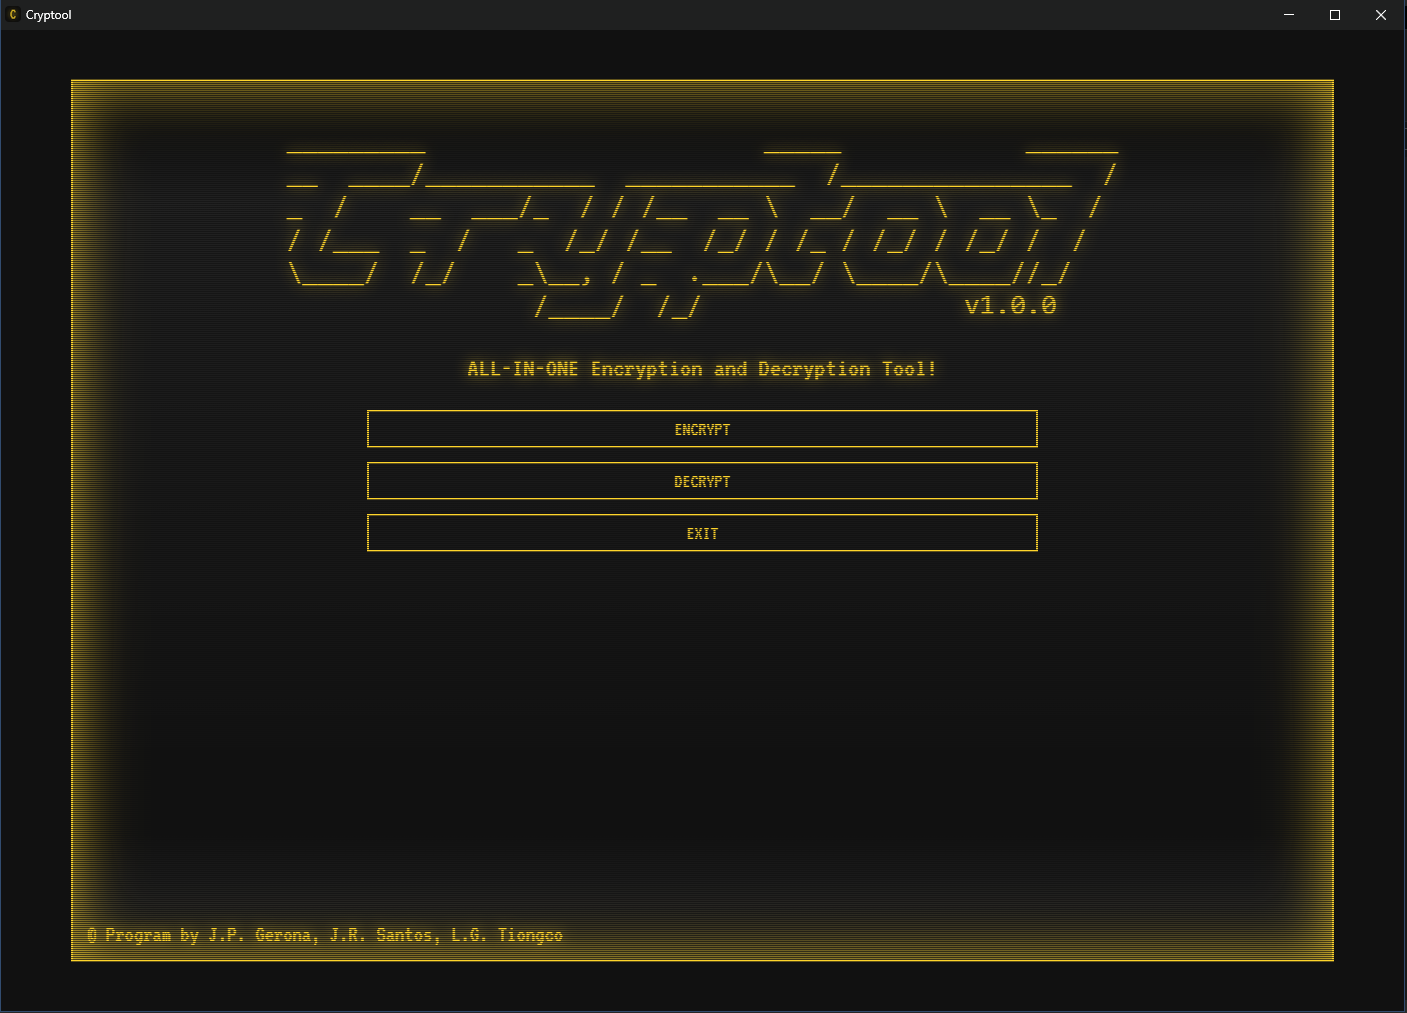 Cryptool
Cryptool
v1.0.0
ALL-IN-ONE Encryption and Decryption Tool!
ENCRYPT
DECRYPT
EXIT
© Program by J.P. Gerona, J.R. Santos, L.G. Tiongco